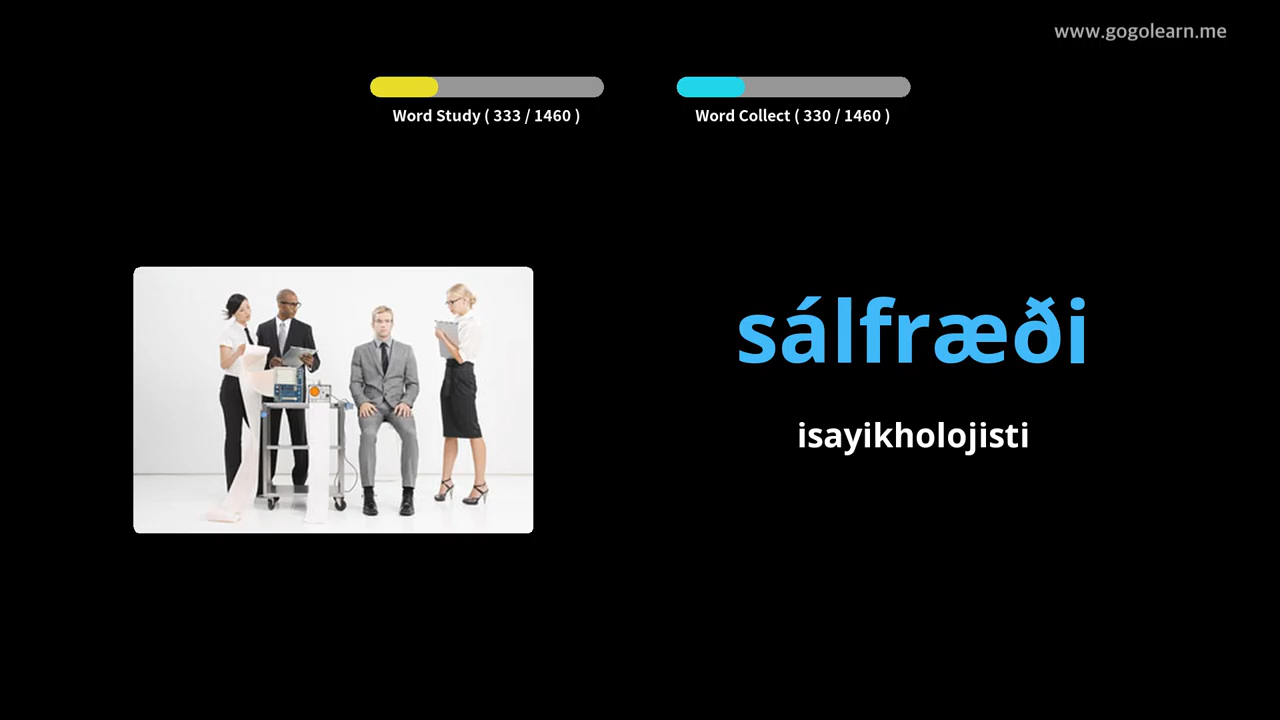 www.gogolearn.me
Word Study ( 333 / 1460 )
Word Collect ( 330 / 1460 )
sálfræði
isayikholojisti